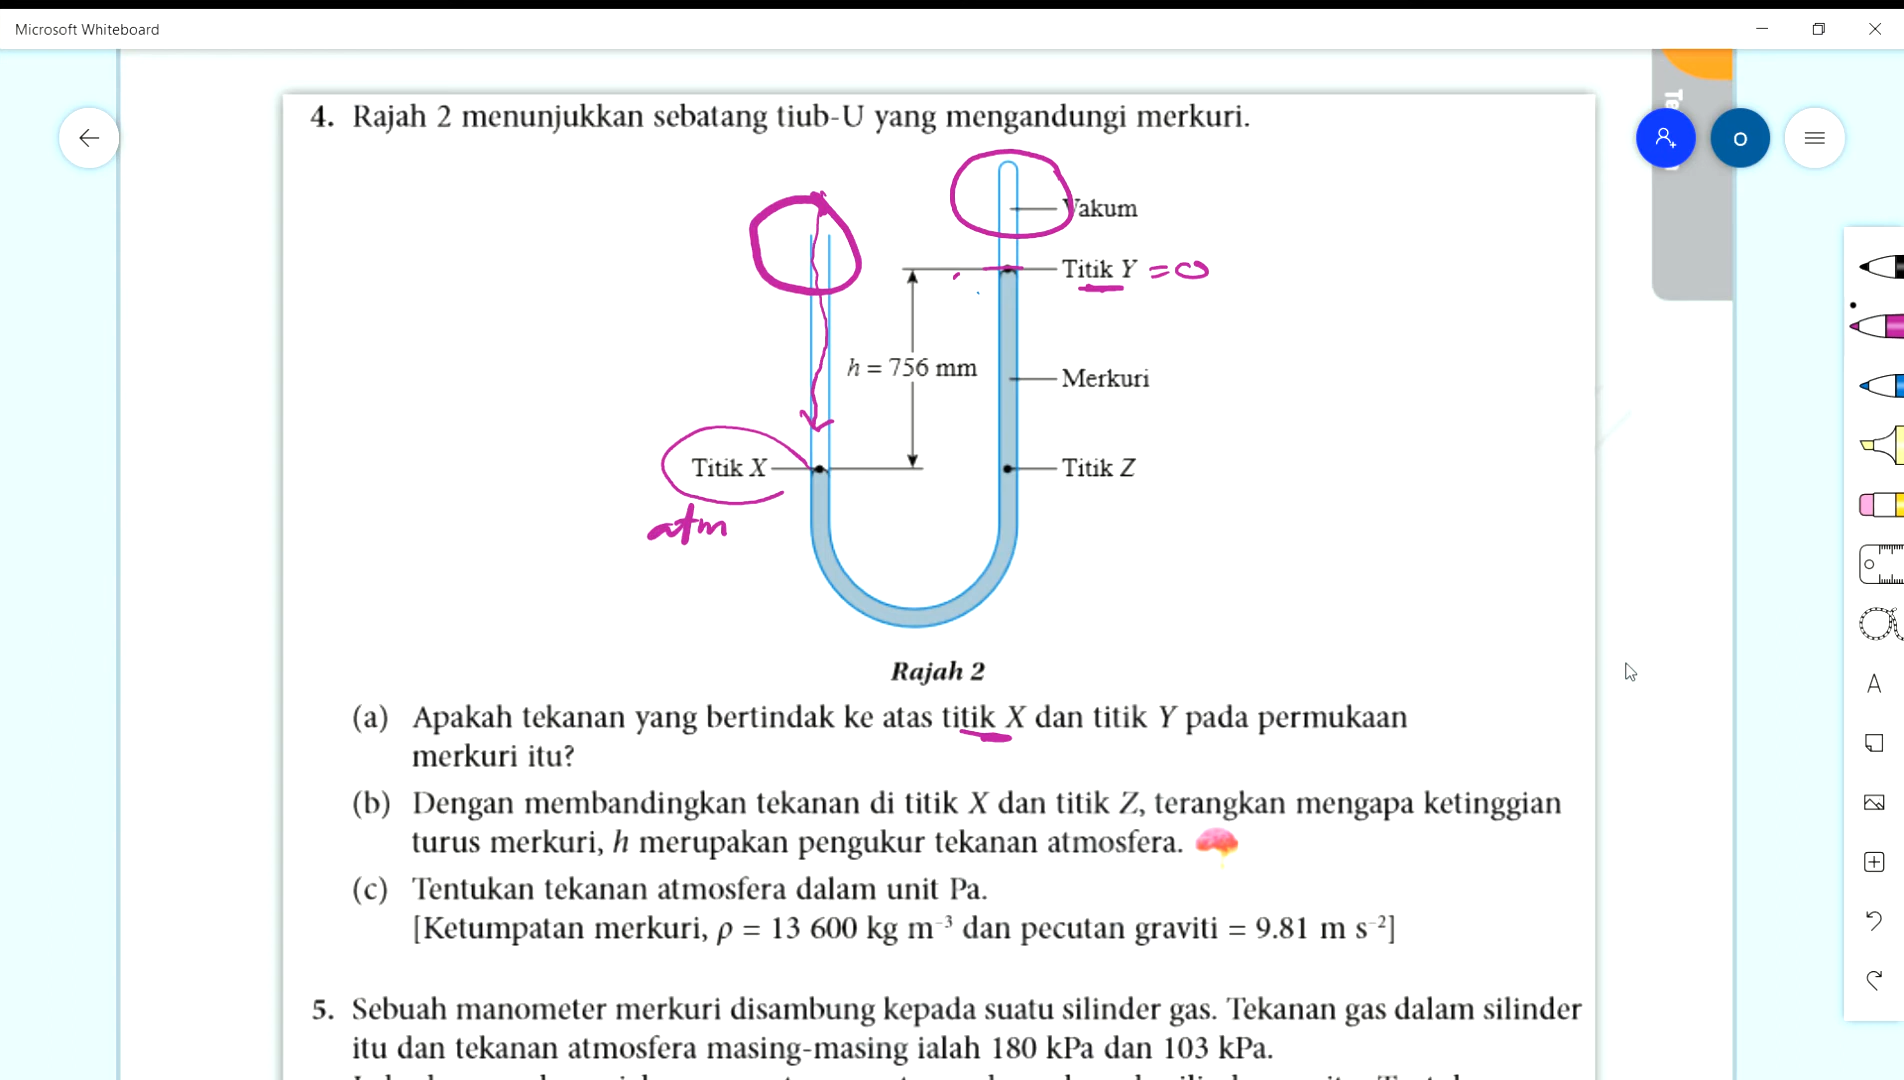 Microsoft Whiteboard
4. Rajah 2 menunjukkan sebatang tiub-U yang mengandungi merkuri.
Vakum
Titik Y = 0
h = 756 mm
Merkuri
Titik X
Titik Z
atm
Rajah 2
(a) Apakah tekanan yang bertindak ke atas titik X dan titik Y pada permukaan
merkuri itu?
(b) Dengan membandingkan tekanan di titik X dan titik Z, terangkan mengapa ketinggian
turus merkuri, h merupakan pengukur tekanan atmosfera.
(c) Tentukan tekanan atmosfera dalam unit Pa.
[Ketumpatan merkuri, ρ = 13 600 kg m⁻³ dan pecutan graviti = 9.81 m s⁻²]
5. Sebuah manometer merkuri disambung kepada suatu silinder gas. Tekanan gas dalam silinder
itu dan tekanan atmosfera masing-masing ialah 180 kPa dan 103 kPa.